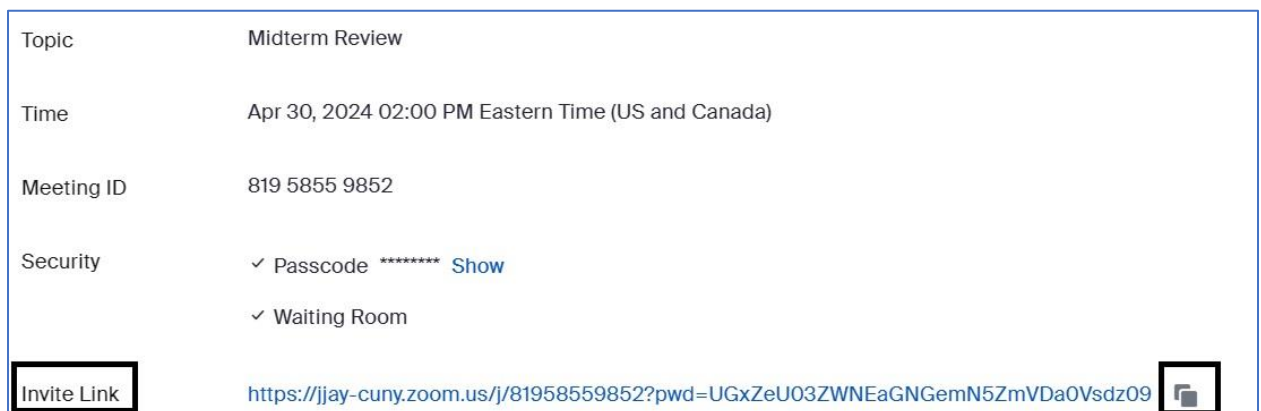 Topic Midterm Review
Time Apr 30, 2024 02:00 PM Eastern Time (US and Canada)
Meeting ID 819 5855 9852
Security ✓ Passcode ******** Show
✓ Waiting Room
Invite Link https://jjay-cuny.zoom.us/j/81958559852?pwd=UGxZeU03ZWNEaGNGemN5ZmVDa0Vsdz09